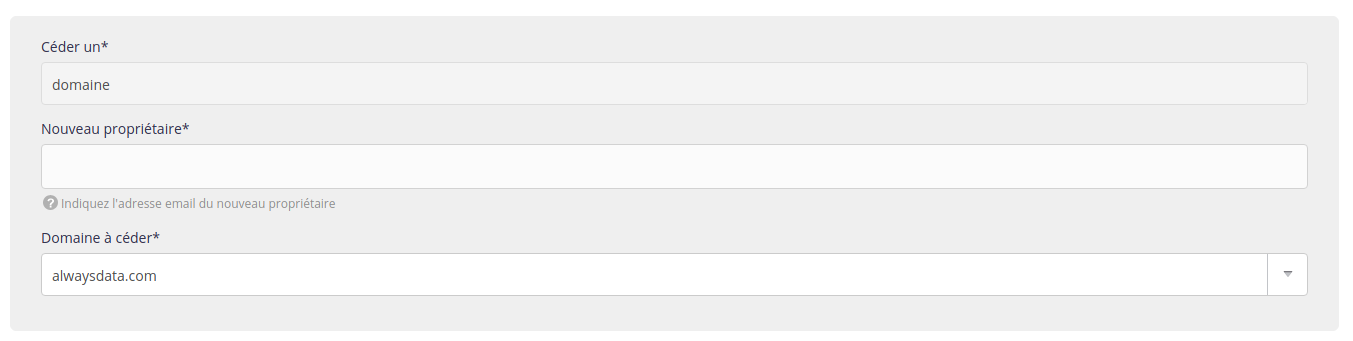 Céder un*
domaine
Nouveau propriétaire*
Indiquez l'adresse email du nouveau propriétaire
Domaine à céder*
alwaysdata.com